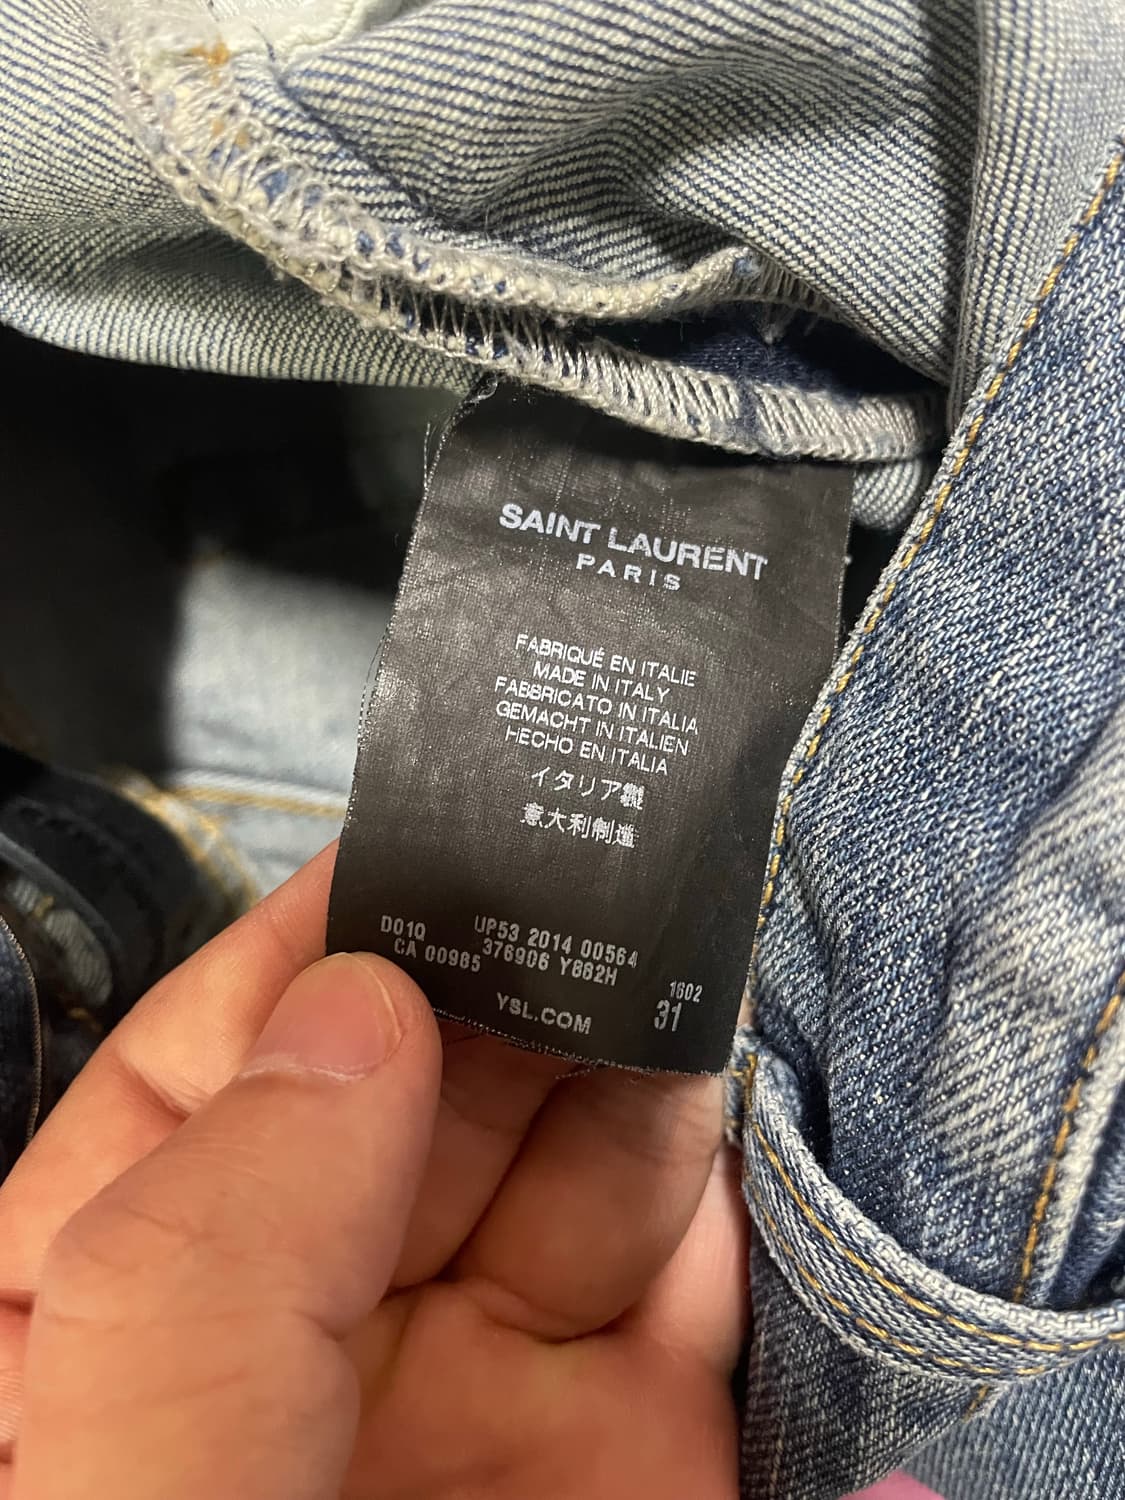 SAINT LAURENT
PARIS
FABRIQUÉ EN ITALIE
MADE IN ITALY
FABBRICATO IN ITALIA
GEMACHT IN ITALIEN
HECHO EN ITALIA
イタリア製
意大利制造
D01Q UP53 2014 00564
CA 00985 376906 Y882H
1602
YSL.COM 31